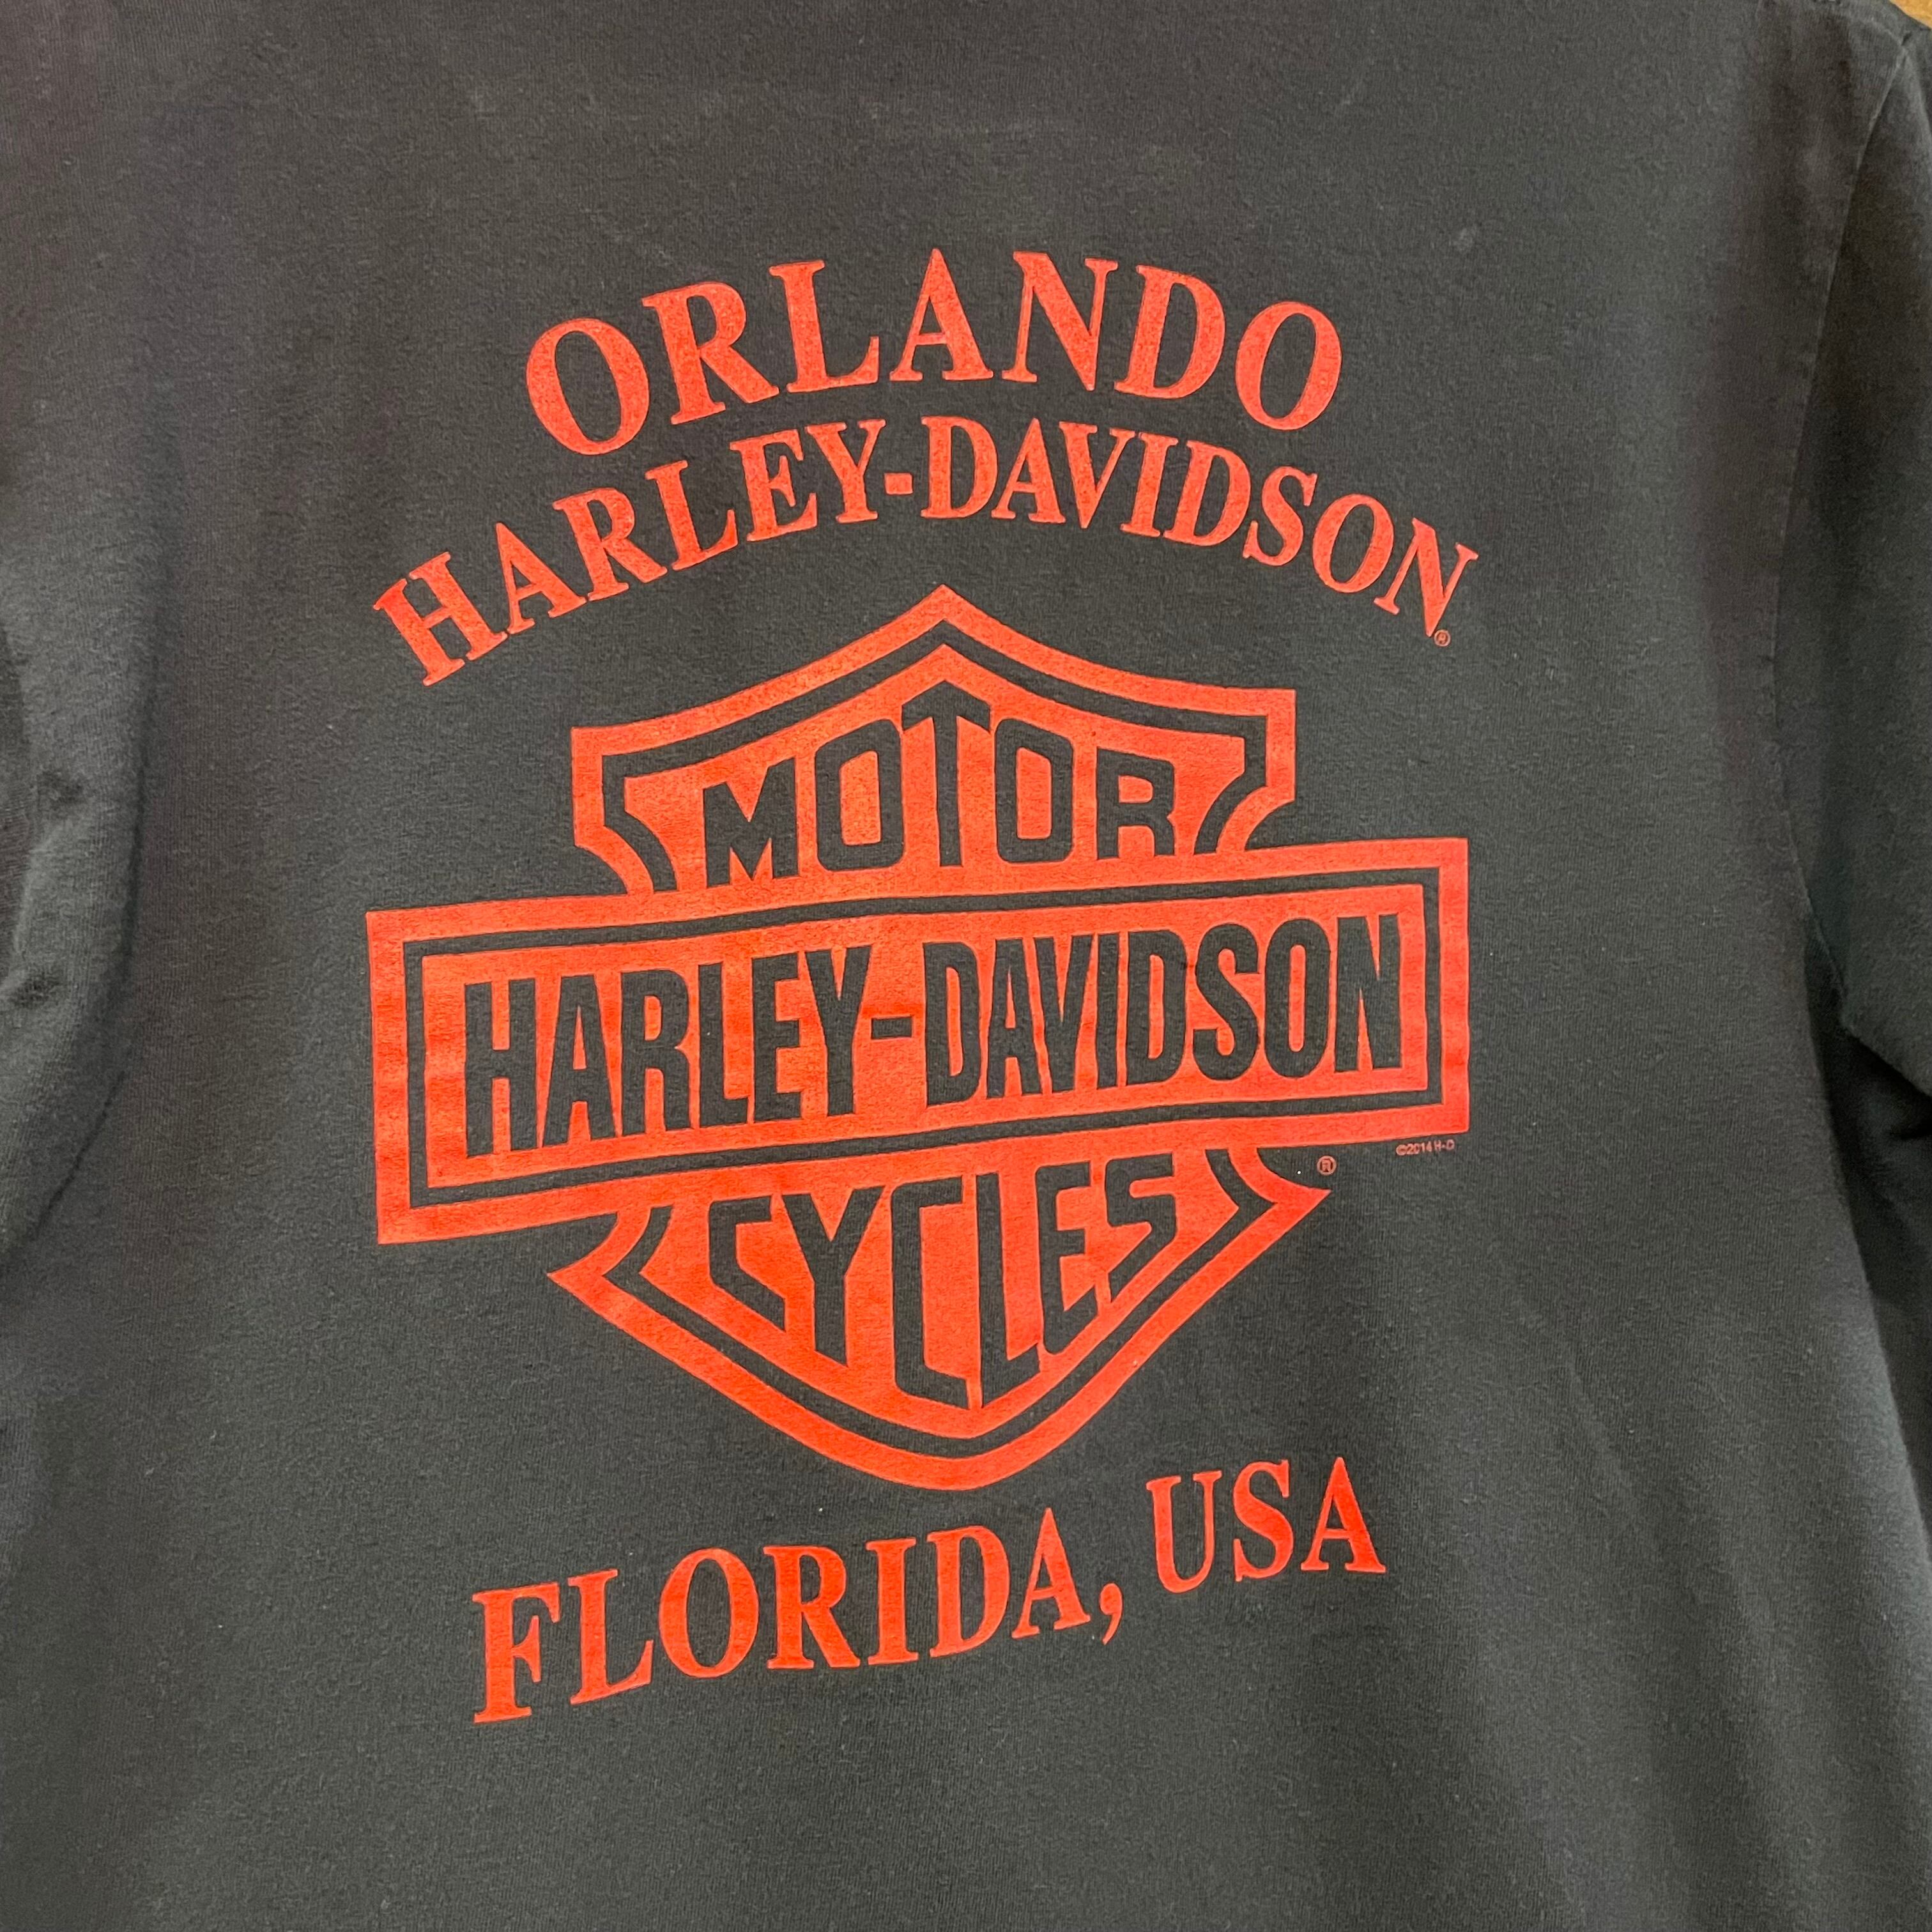 ORLANDO
HARLEY-DAVIDSON®
MOTOR
HARLEY-DAVIDSON
CYCLES
®
©2014 H-D
FLORIDA, USA